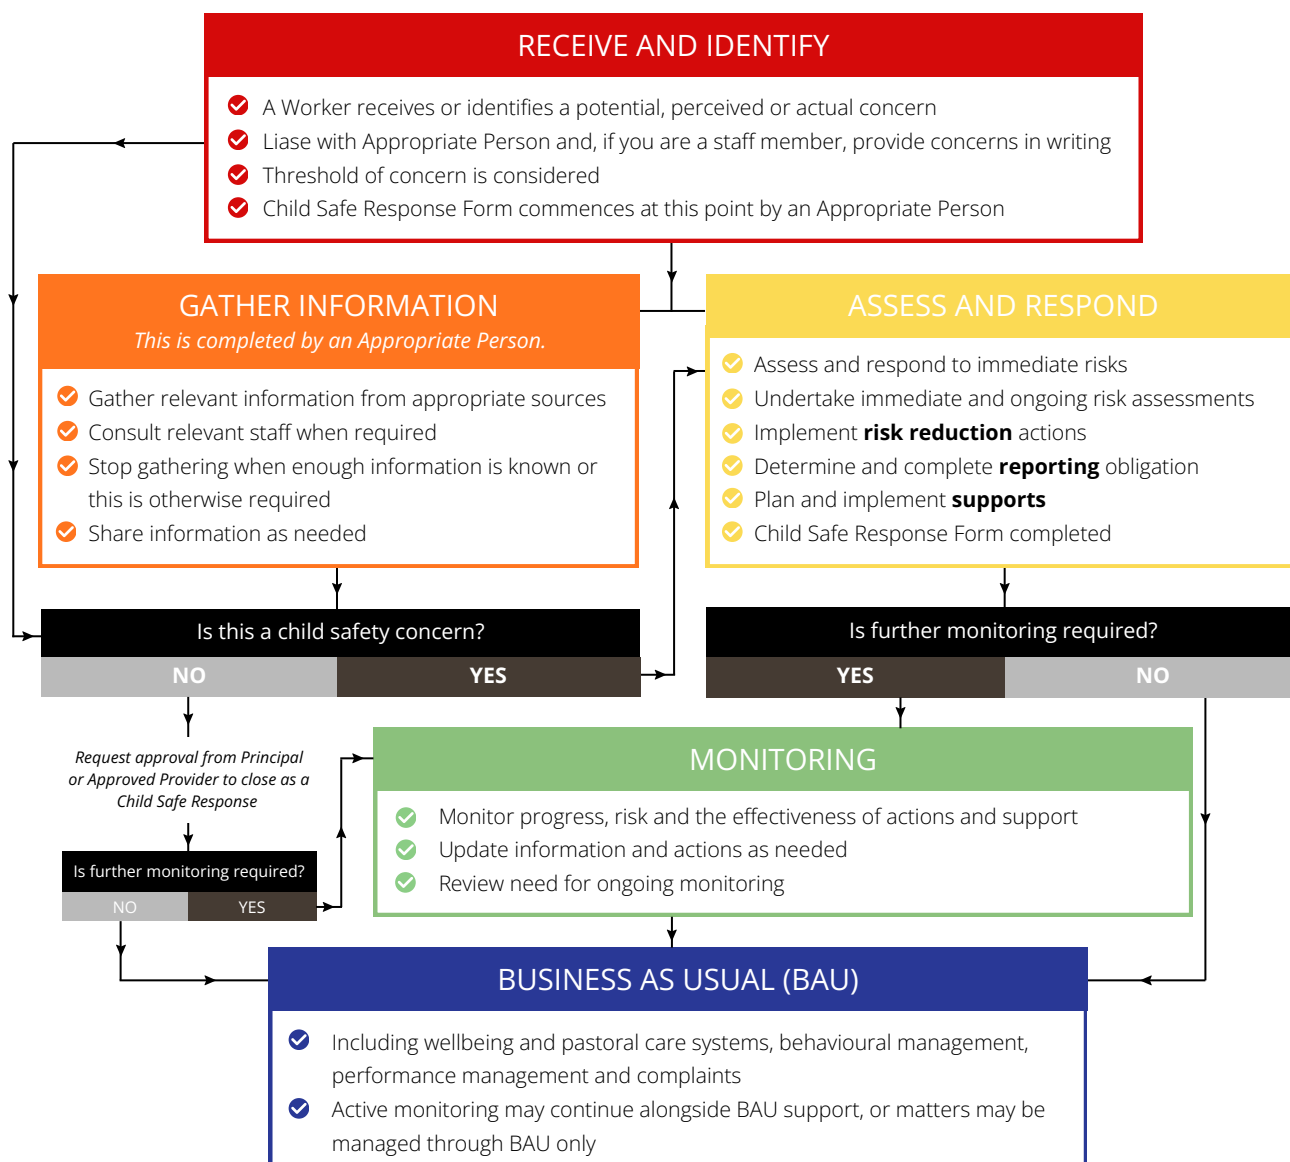 RECEIVE AND IDENTIFY
A Worker receives or identifies a potential, perceived or actual concern
Liase with Appropriate Person and, if you are a staff member, provide concerns in writing
Threshold of concern is considered
Child Safe Response Form commences at this point by an Appropriate Person
GATHER INFORMATION
This is completed by an Appropriate Person.
Gather relevant information from appropriate sources
Consult relevant staff when required
Stop gathering when enough information is known or
this is otherwise required
Share information as needed
Is this a child safety concern?
NO
YES
ASSESS AND RESPOND
Assess and respond to immediate risks
Undertake immediate and ongoing risk assessments
Implement risk reduction actions
Determine and complete reporting obligation
Plan and implement supports
Child Safe Response Form completed
Is further monitoring required?
YES
NO
Request approval from Principal
or Approved Provider to close as a
Child Safe Response
Is further monitoring required?
NO
YES
MONITORING
Monitor progress, risk and the effectiveness of actions and support
Update information and actions as needed
Review need for ongoing monitoring
BUSINESS AS USUAL (BAU)
Including wellbeing and pastoral care systems, behavioural management,
performance management and complaints
Active monitoring may continue alongside BAU support, or matters may be
managed through BAU only